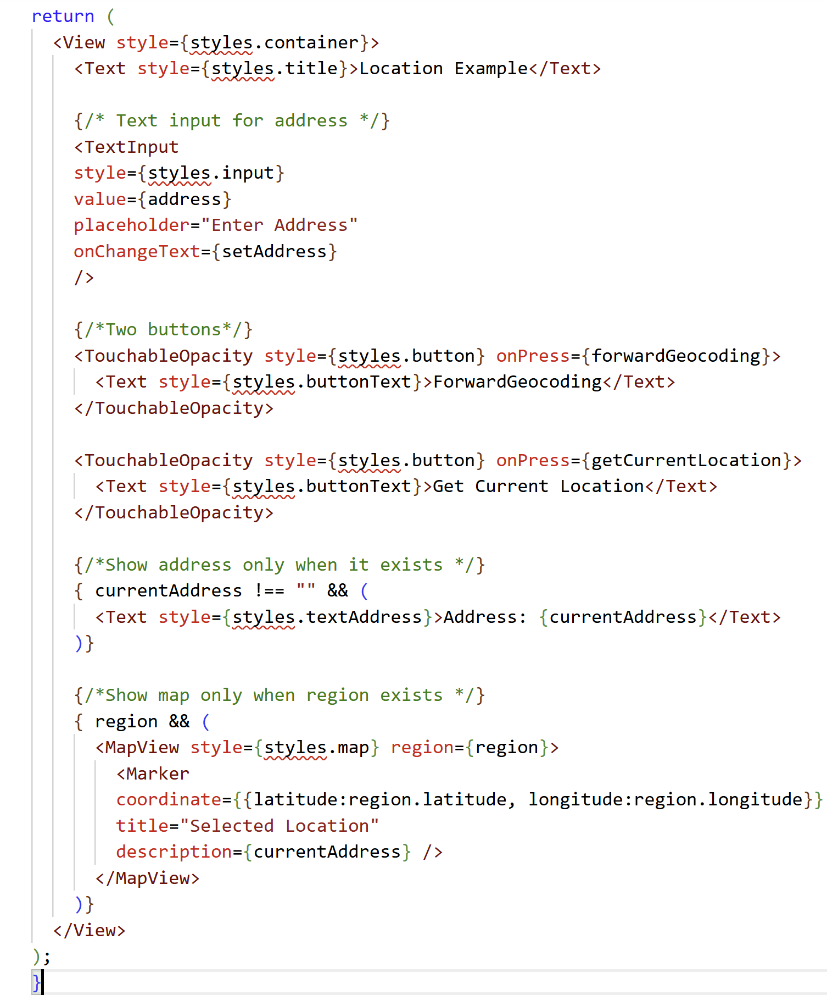 return (
<View style={styles.container}>
<Text style={styles.title}>Location Example</Text>
{/* Text input for address */}
<TextInput
style={styles.input}
value={address}
placeholder="Enter Address"
onChangeText={setAddress}
/>
{/*Two buttons*/}
<TouchableOpacity style={styles.button} onPress={forwardGeocoding}>
<Text style={styles.buttonText}>ForwardGeocoding</Text>
</TouchableOpacity>
<TouchableOpacity style={styles.button} onPress={getCurrentLocation}>
<Text style={styles.buttonText}>Get Current Location</Text>
</TouchableOpacity>
{/*Show address only when it exists */}
{ currentAddress !== "" && (
<Text style={styles.textAddress}>Address: {currentAddress}</Text>
)}
{/*Show map only when region exists */}
{ region && (
<MapView style={styles.map} region={region}>
<Marker
coordinate={{latitude:region.latitude, longitude:region.longitude}}
title="Selected Location"
description={currentAddress} />
</MapView>
)}
</View>
);
}